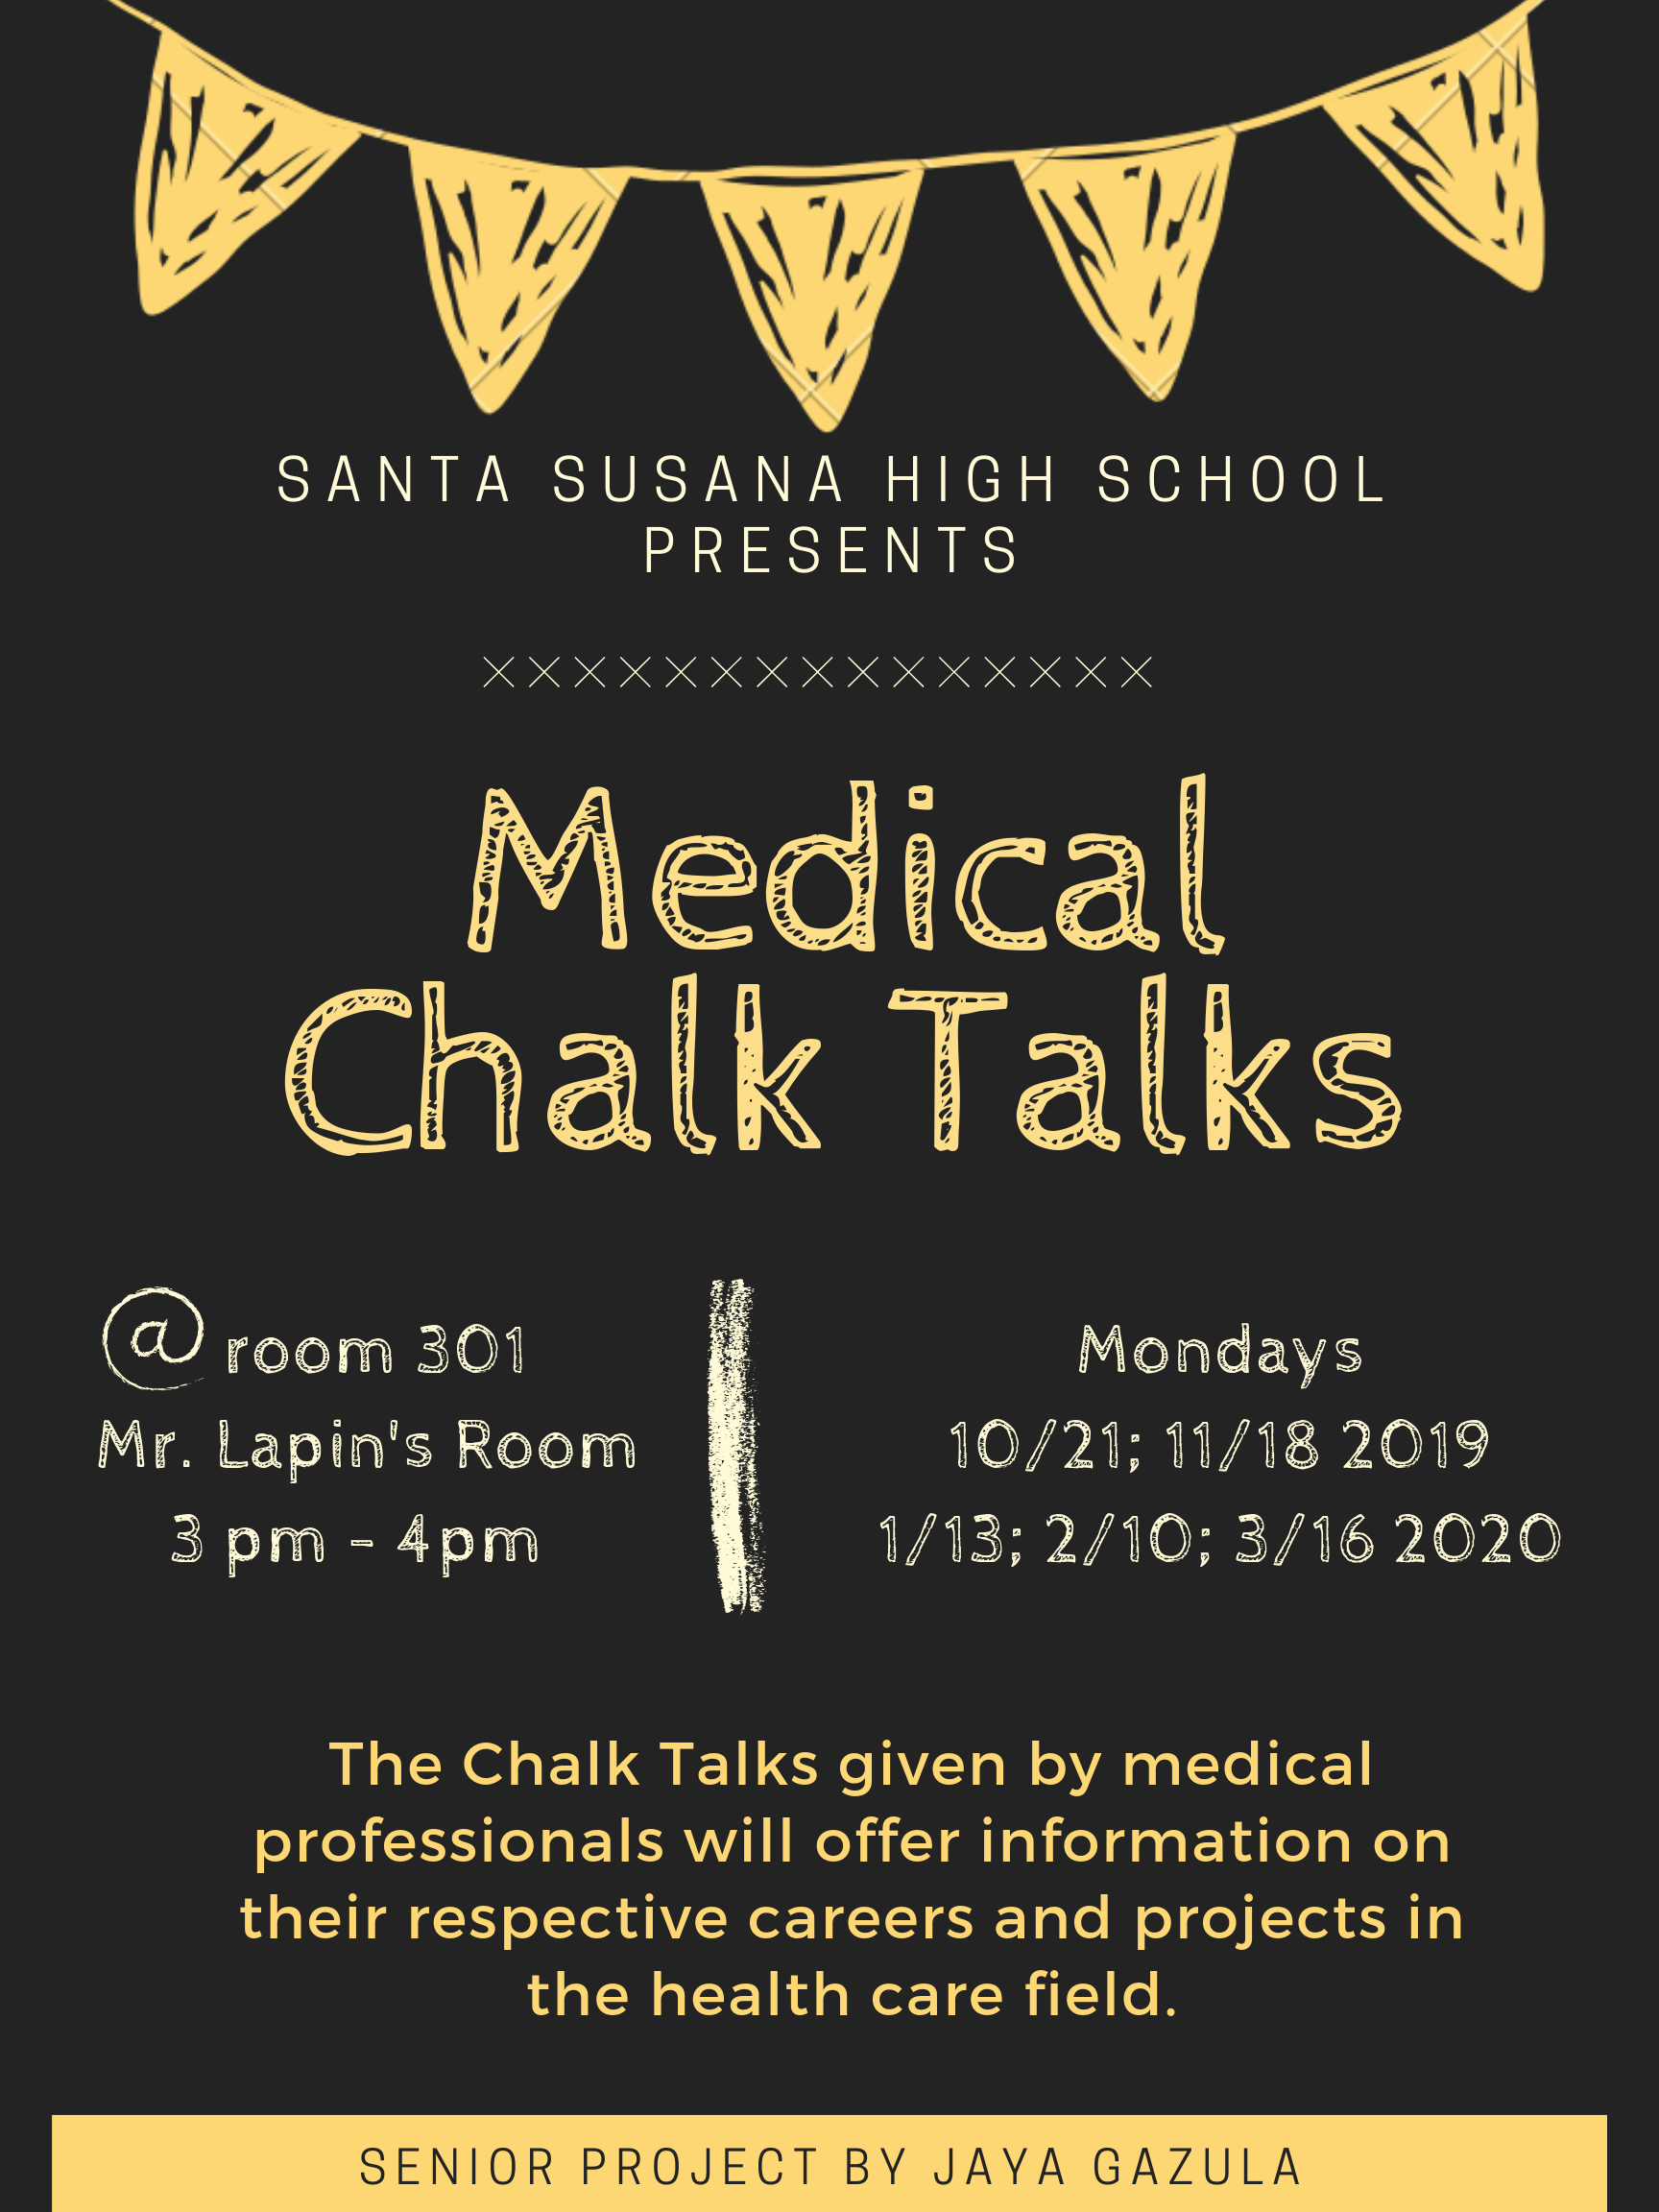 SANTA SUSANA HIGH SCHOOL
PRESENTS
Medical
Chalk Talks
@ room 301
Mr. Lapin's Room
3 pm - 4pm
Mondays
10/21; 11/18 2019
1/13; 2/10; 3/16 2020
The Chalk Talks given by medical
professionals will offer information on
their respective careers and projects in
the health care field.
SENIOR PROJECT BY JAYA GAZULA